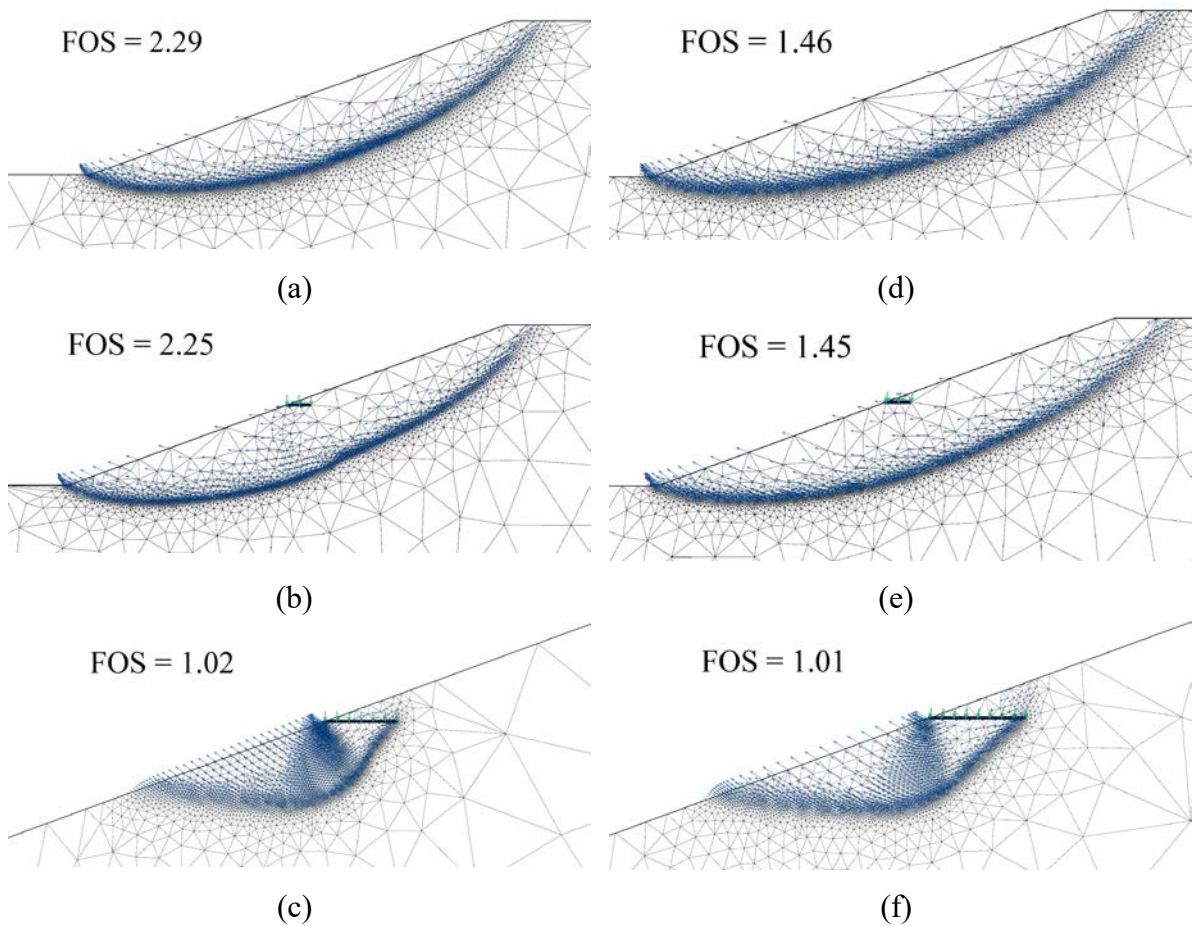 FOS = 2.29
FOS = 1.46
(a)
(d)
FOS = 2.25
FOS = 1.45
(b)
(e)
FOS = 1.02
FOS = 1.01
(c)
(f)